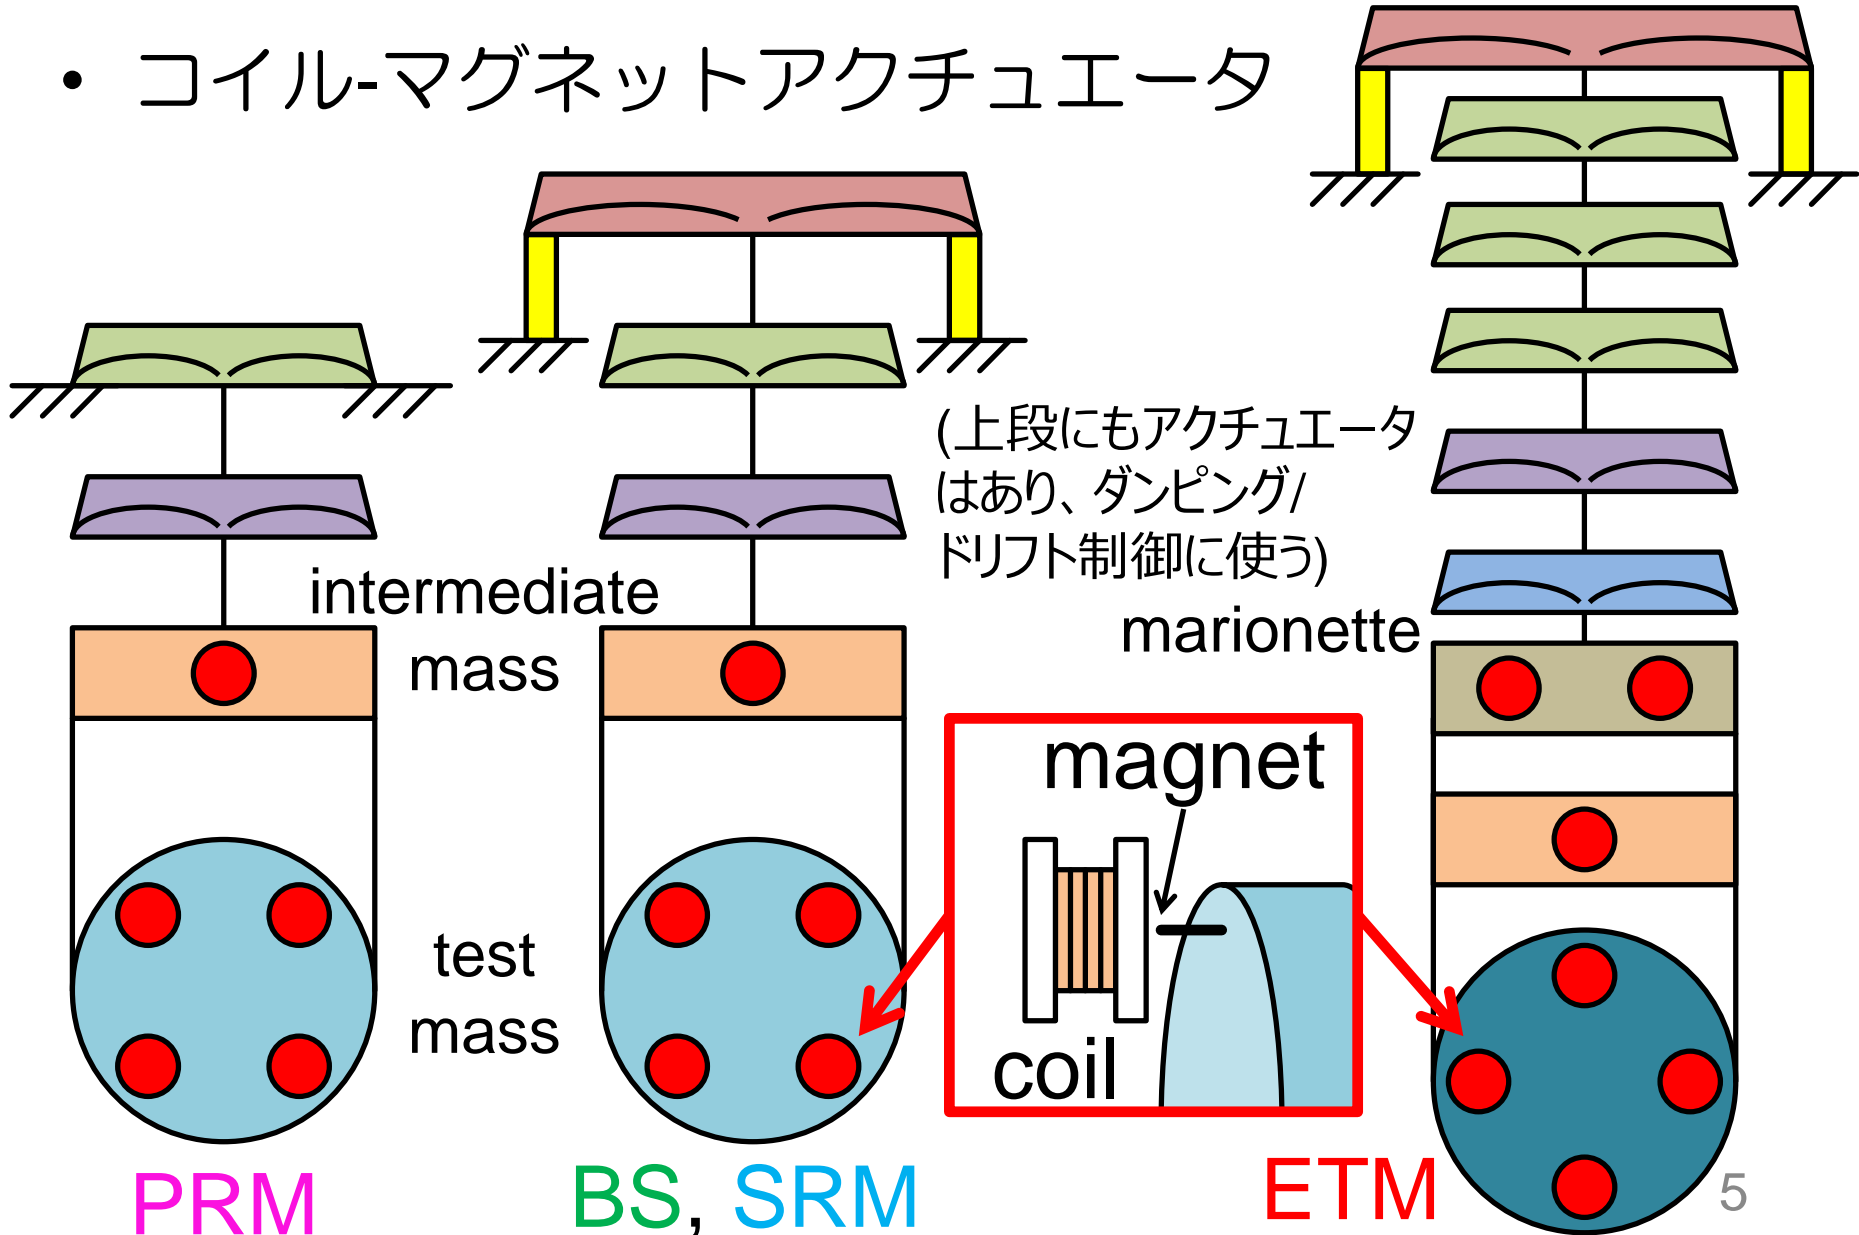 • コイル-マグネットアクチュエータ
(上段にもアクチュエータ
はあり、ダンピング/
ドリフト制御に使う)
intermediate
mass
marionette
magnet
coil
test
mass
PRM
BS, SRM
ETM
5